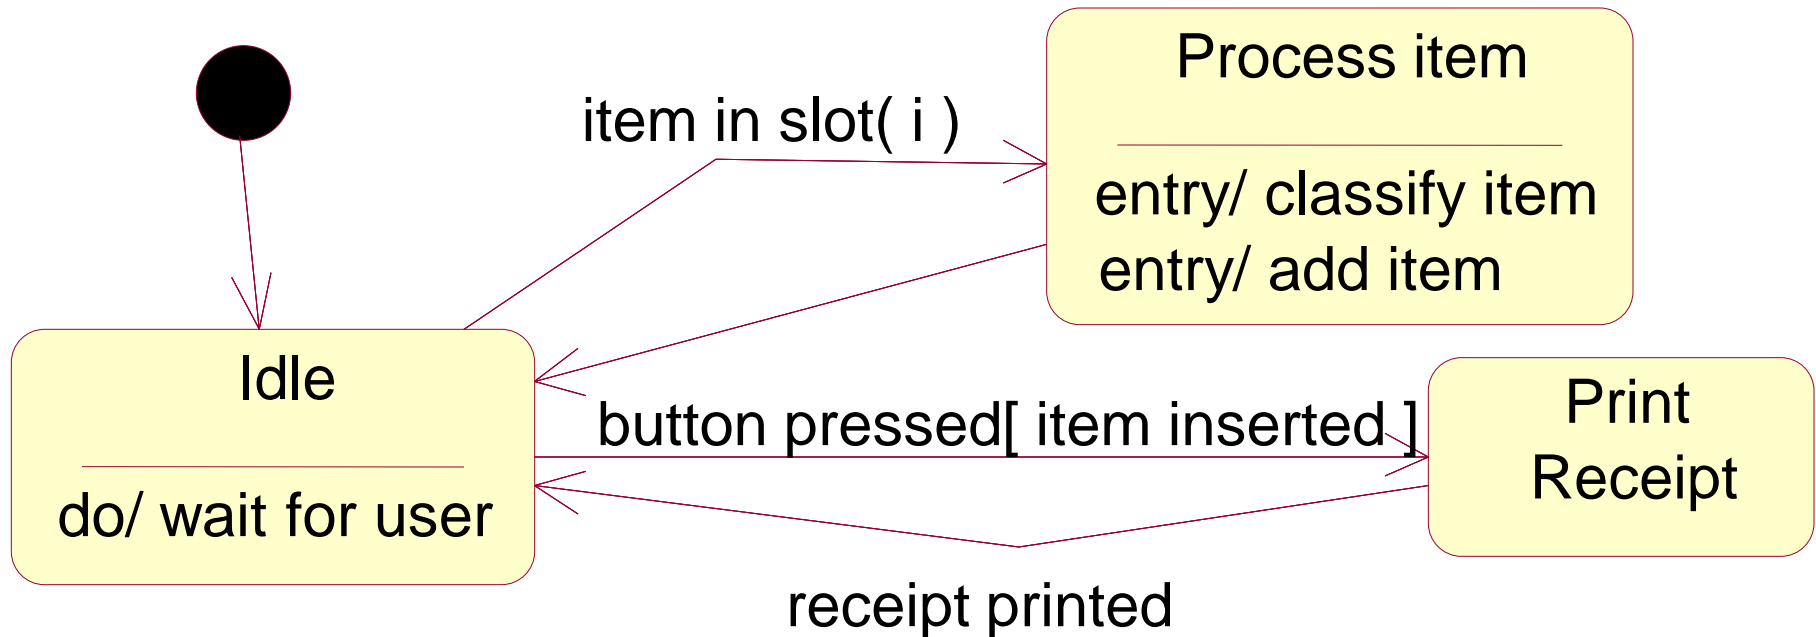 Process item
item in slot( i )
entry/ classify item
entry/ add item
Idle
do/ wait for user
button pressed[ item inserted ]
Print
Receipt
receipt printed